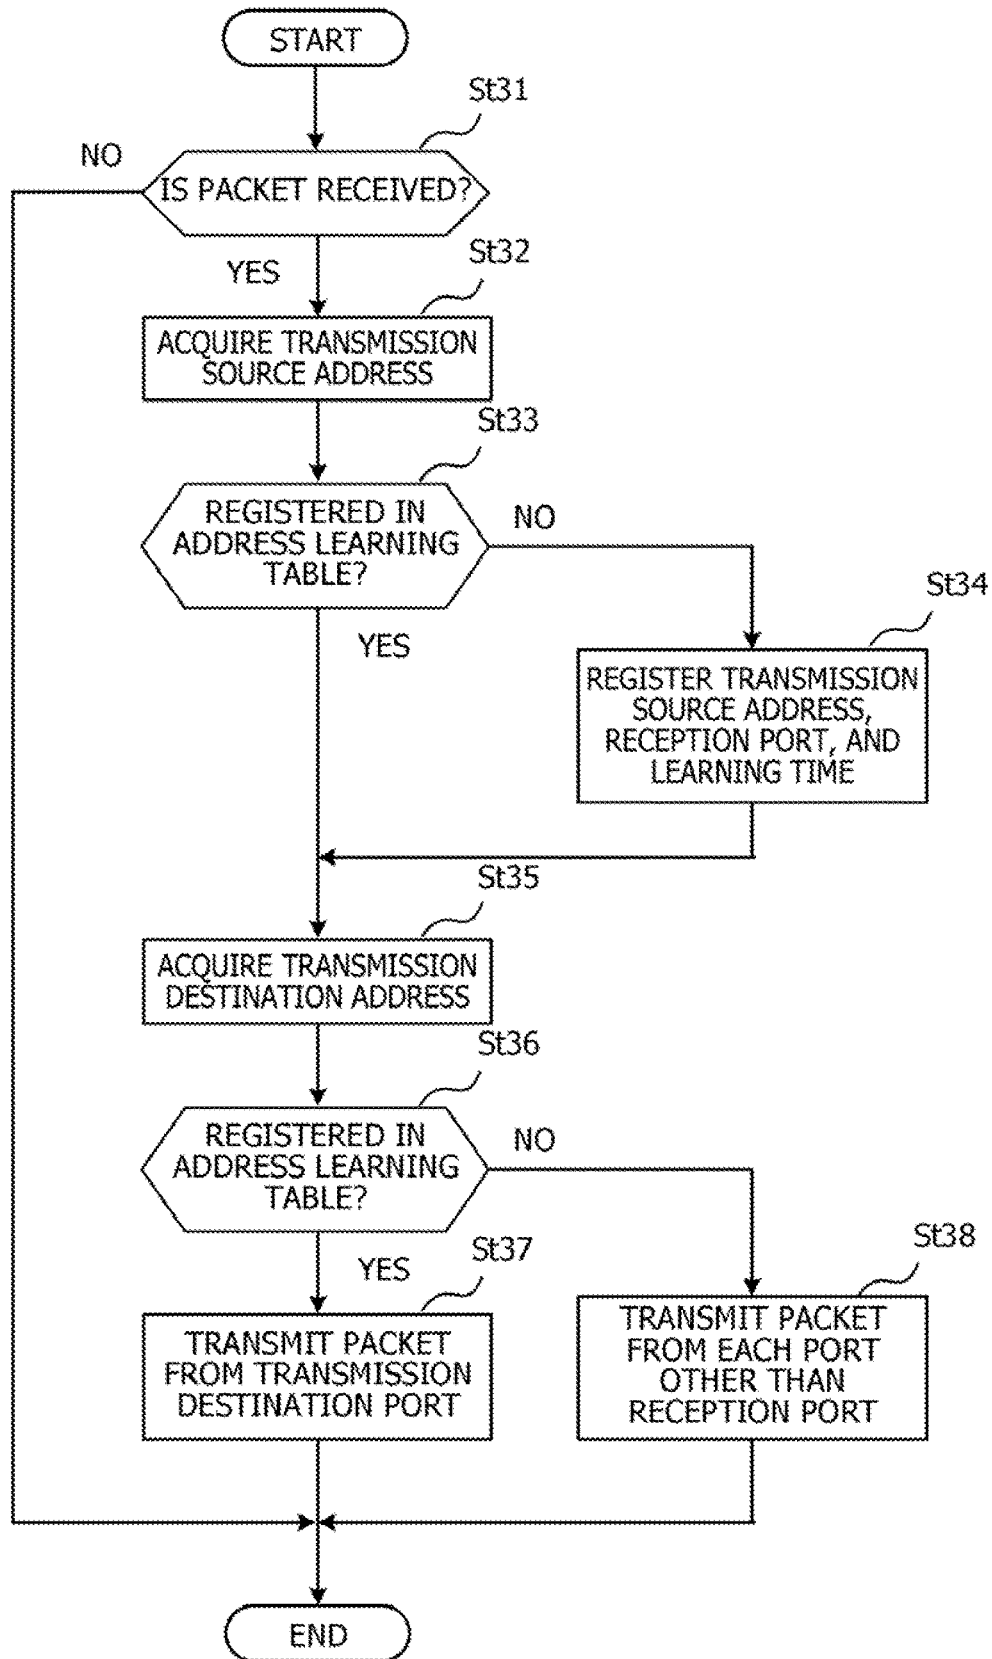 START
St31
NO
IS PACKET RECEIVED?
YES
St32
ACQUIRE TRANSMISSION
SOURCE ADDRESS
St33
REGISTERED IN
ADDRESS LEARNING
TABLE?
NO
YES
St34
REGISTER TRANSMISSION
SOURCE ADDRESS,
RECEPTION PORT, AND
LEARNING TIME
St35
ACQUIRE TRANSMISSION
DESTINATION ADDRESS
St36
REGISTERED IN
ADDRESS LEARNING
TABLE?
NO
YES
St37
TRANSMIT PACKET
FROM TRANSMISSION
DESTINATION PORT
St38
TRANSMIT PACKET
FROM EACH PORT
OTHER THAN
RECEPTION PORT
END